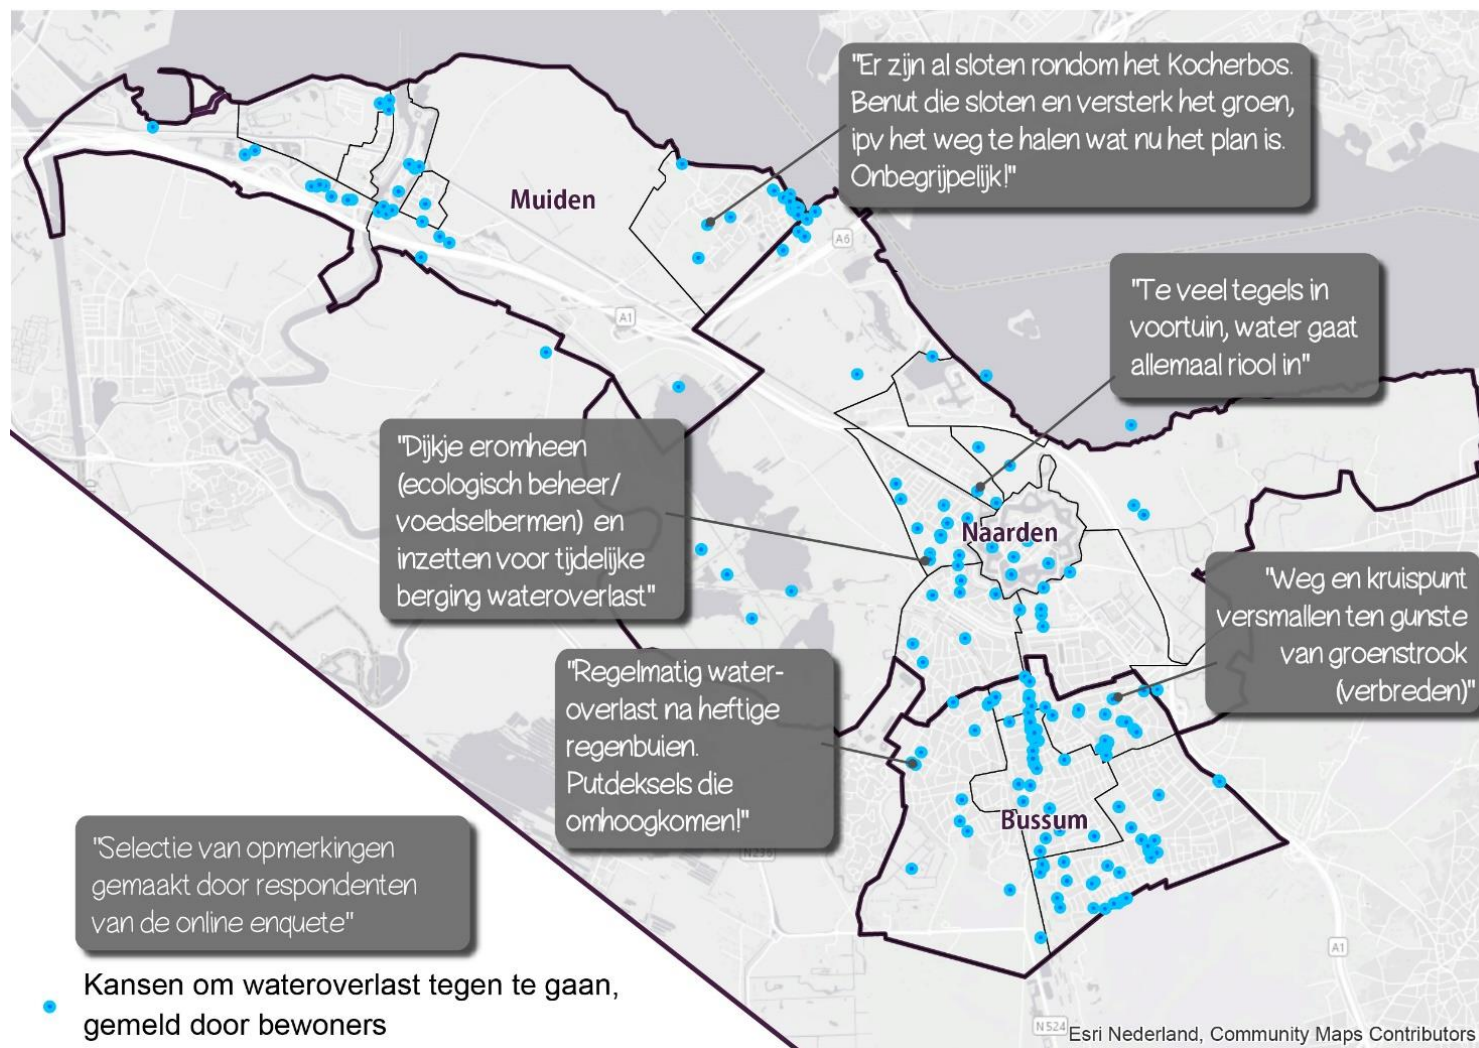 "Er zijn al sloten rondom het Kocherbos.
Benut die sloten en versterk het groen,
ipv het weg te halen wat nu het plan is.
Onbegrijpelijk!"
Muiden
A6
"Te veel tegels in
voortuin, water gaat
allemaal riool in"
A1
"Dijkje eromheen
(ecologisch beheer/
voedselbermen) en
inzetten voor tijdelijke
berging wateroverlast"
Naarden
"Weg en kruispunt
versmallen ten gunste
van groenstrook
(verbreden)"
"Regelmatig water-
overlast na heftige
regenbuien.
Putdeksels die
omhoogkomen!"
Bussum
N236
"Selectie van opmerkingen
gemaakt door respondenten
van de online enquete"
A1
Kansen om wateroverlast tegen te gaan,
gemeld door bewoners
N524
Esri Nederland, Community Maps Contributors